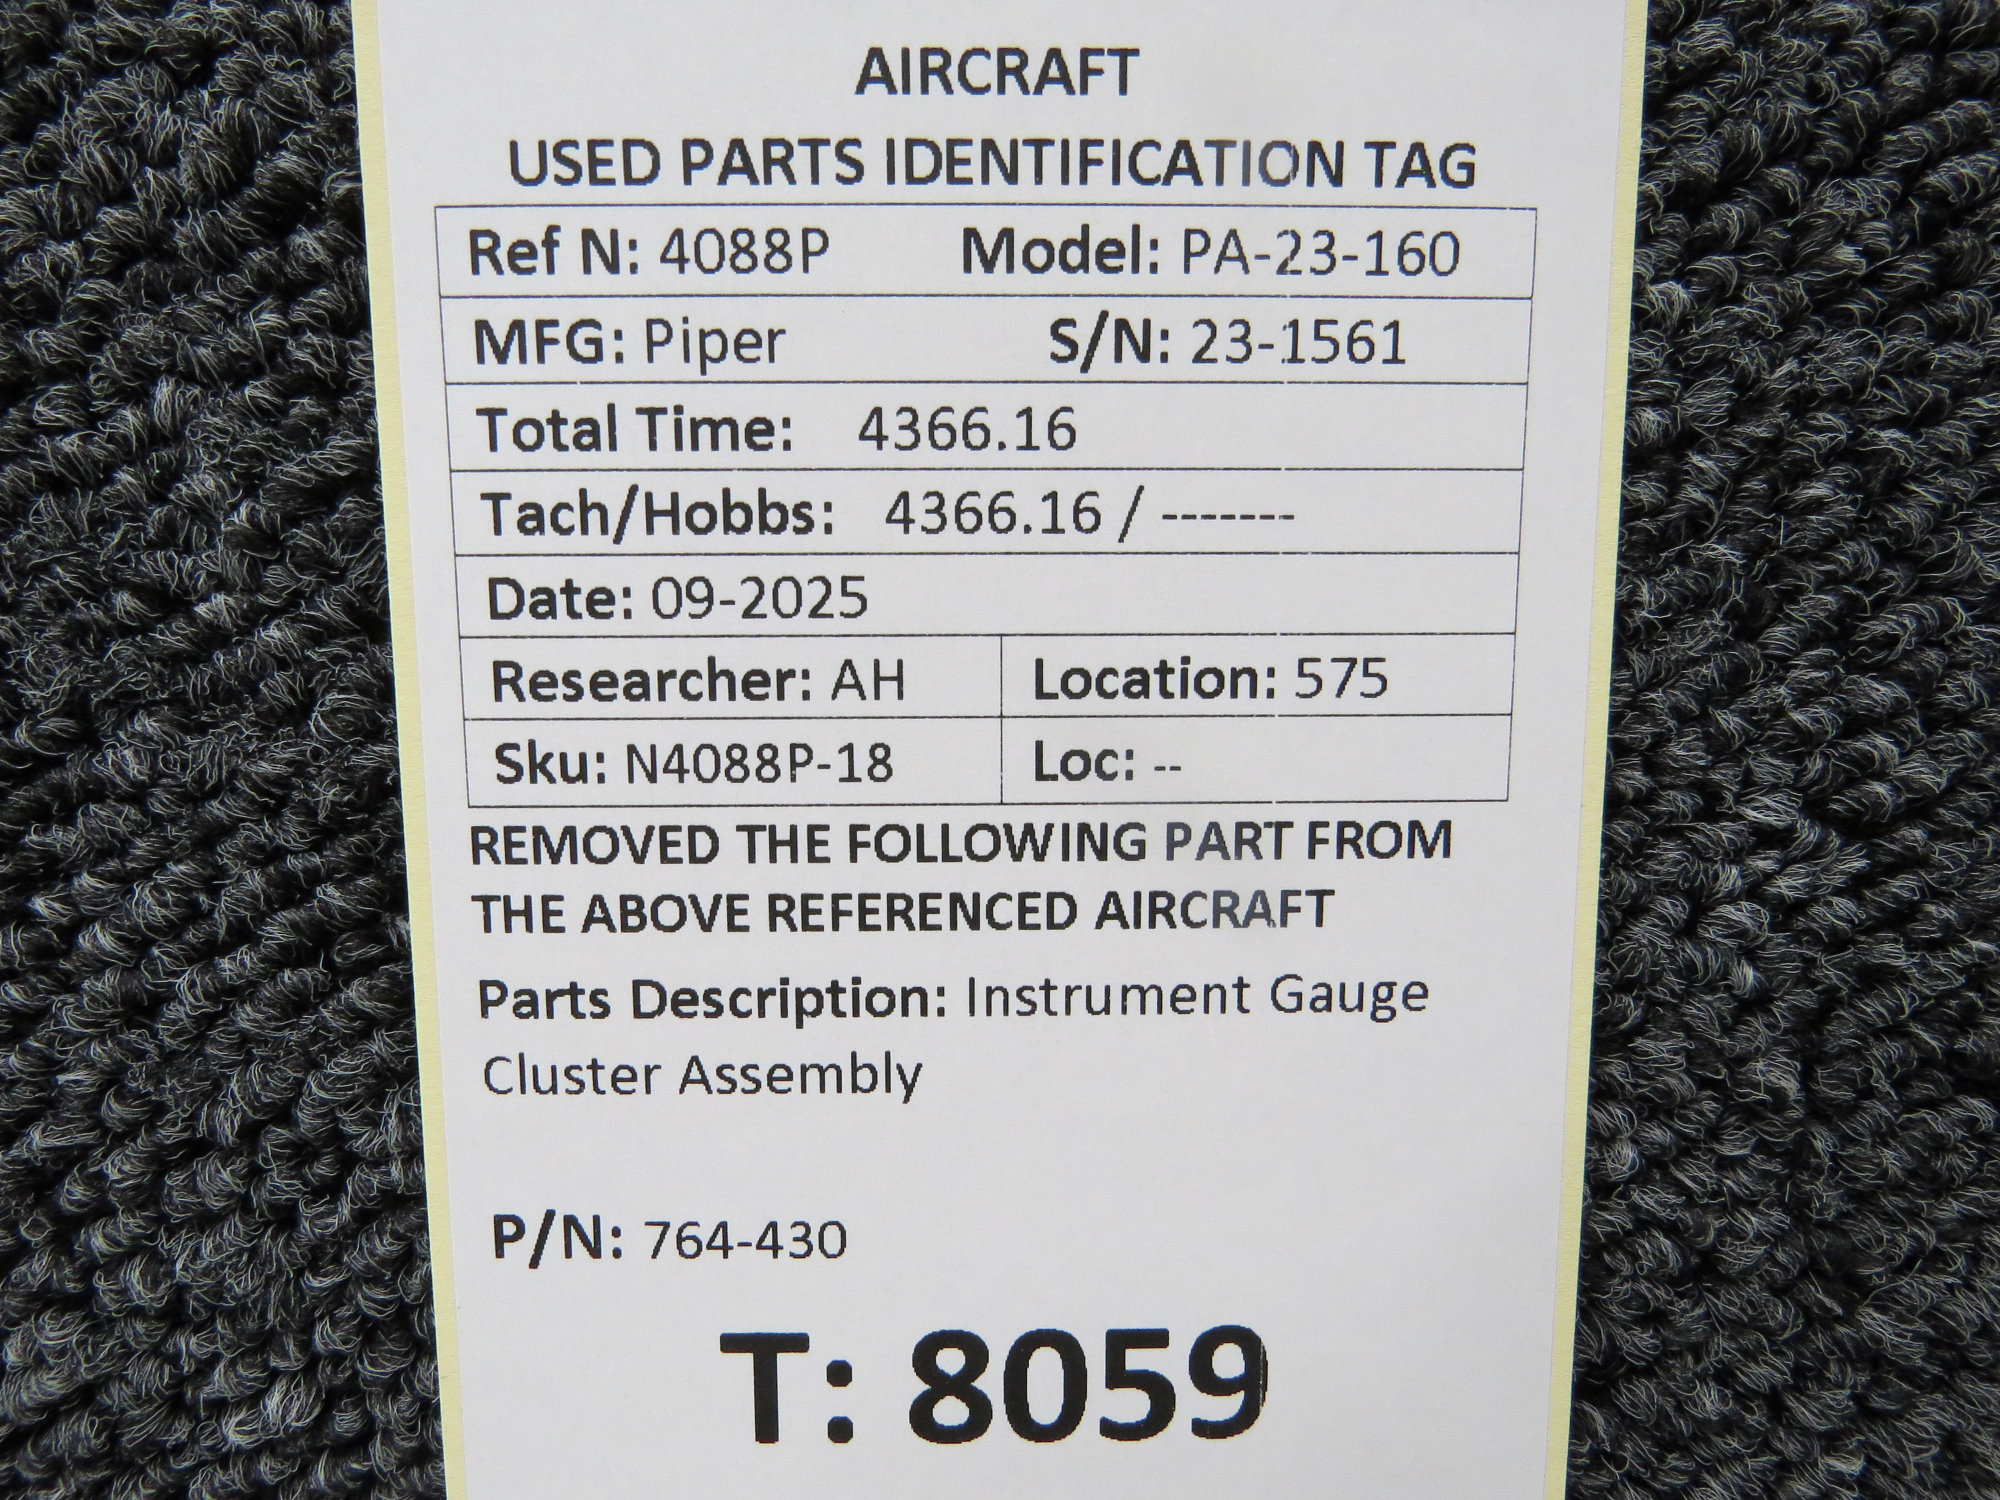 AIRCRAFT
USED PARTS IDENTIFICATION TAG
Ref N: 4088P Model: PA-23-160
MFG: Piper S/N: 23-1561
Total Time: 4366.16
Tach/Hobbs: 4366.16 / -------
Date: 09-2025
Researcher: AH Location: 575
Sku: N4088P-18 Loc: --
REMOVED THE FOLLOWING PART FROM
THE ABOVE REFERENCED AIRCRAFT
Parts Description: Instrument Gauge
Cluster Assembly
P/N: 764-430
T: 8059